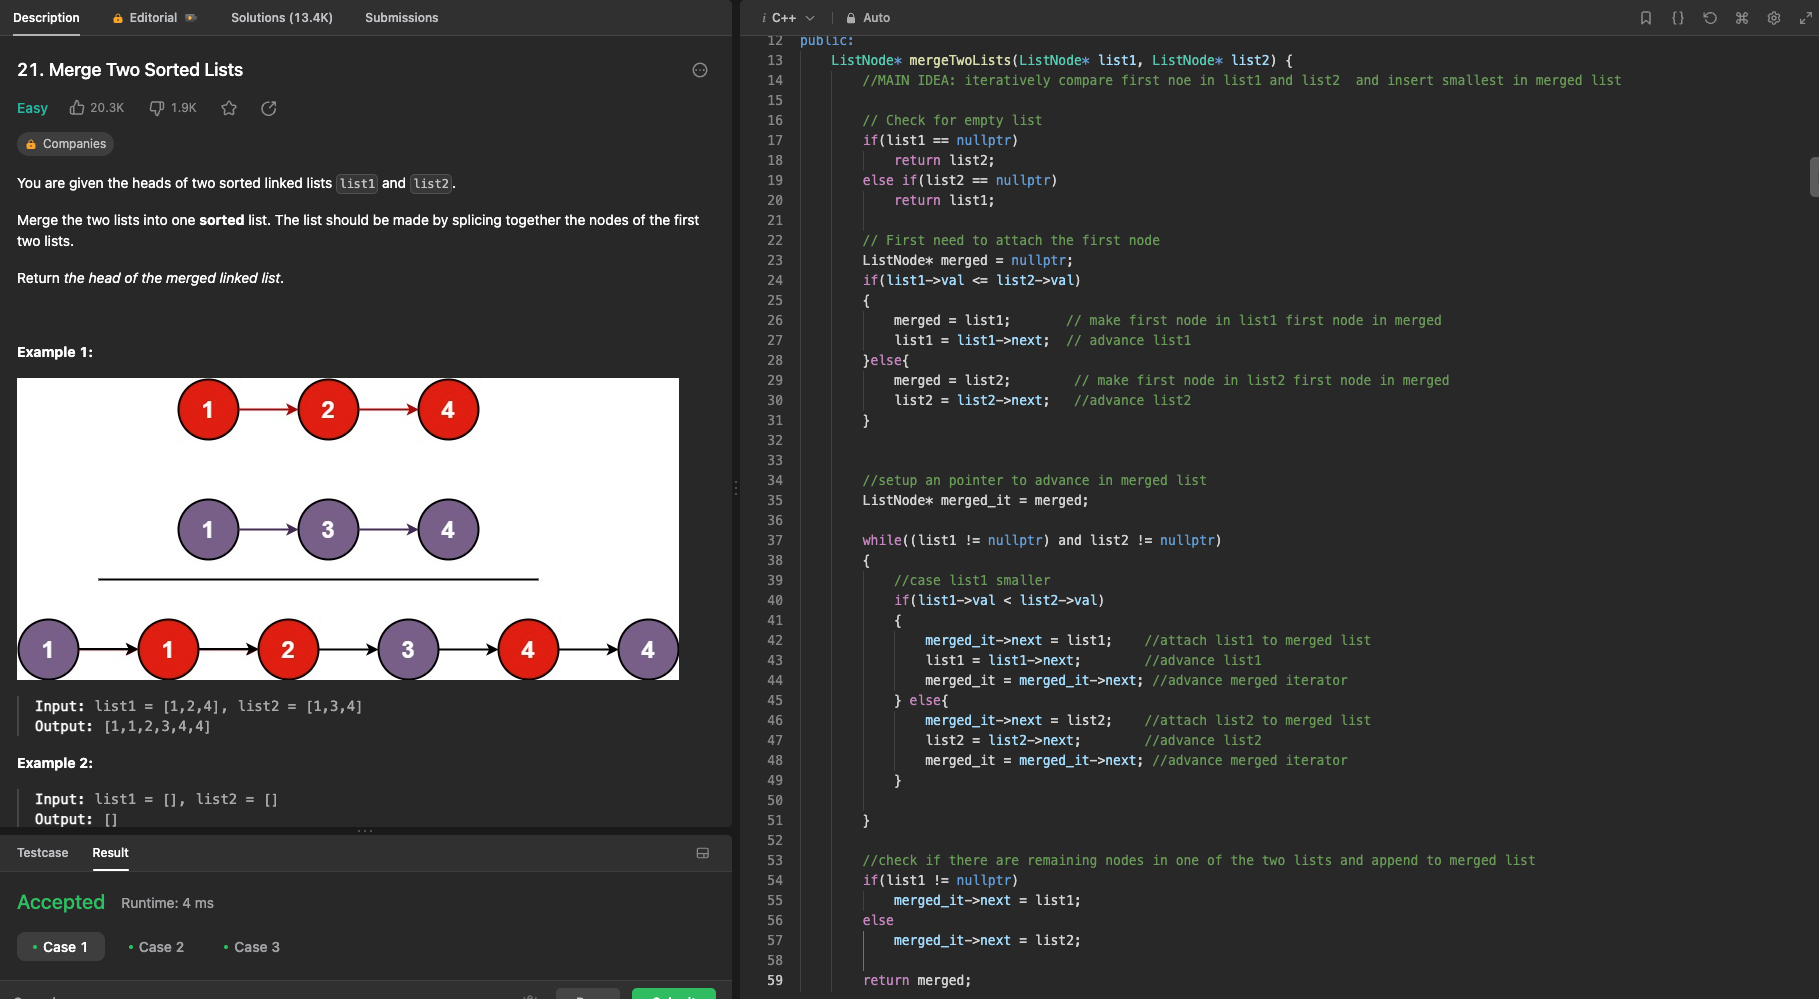 Description
Editorial
Solutions (13.4K)
Submissions
21. Merge Two Sorted Lists
Easy
20.3K
1.9K
Companies
You are given the heads of two sorted linked lists list1 and list2.
Merge the two lists into one sorted list. The list should be made by splicing together the nodes of the first
two lists.
Return the head of the merged linked list.
Example 1:
1 2 4
1 3 4
1 1 2 3 4 4
Input: list1 = [1,2,4], list2 = [1,3,4]
Output: [1,1,2,3,4,4]
Example 2:
Input: list1 = [], list2 = []
Output: []
Testcase
Result
Accepted Runtime: 4 ms
• Case 1 • Case 2 • Case 3
i C++
Auto
12 public:
13 ListNode* mergeTwoLists(ListNode* list1, ListNode* list2) {
14 //MAIN IDEA: iteratively compare first noe in list1 and list2  and insert smallest in merged list
15
16 // Check for empty list
17 if(list1 == nullptr)
18 return list2;
19 else if(list2 == nullptr)
20 return list1;
21
22 // First need to attach the first node
23 ListNode* merged = nullptr;
24 if(list1->val <= list2->val)
25 {
26 merged = list1;       // make first node in list1 first node in merged
27 list1 = list1->next;  // advance list1
28 }else{
29 merged = list2;        // make first node in list2 first node in merged
30 list2 = list2->next;   //advance list2
31 }
32
33
34 //setup an pointer to advance in merged list
35 ListNode* merged_it = merged;
36
37 while((list1 != nullptr) and list2 != nullptr)
38 {
39 //case list1 smaller
40 if(list1->val < list2->val)
41 {
42 merged_it->next = list1;    //attach list1 to merged list
43 list1 = list1->next;        //advance list1
44 merged_it = merged_it->next; //advance merged iterator
45 } else{
46 merged_it->next = list2;    //attach list2 to merged list
47 list2 = list2->next;        //advance list2
48 merged_it = merged_it->next; //advance merged iterator
49 }
50
51 }
52
53 //check if there are remaining nodes in one of the two lists and append to merged list
54 if(list1 != nullptr)
55 merged_it->next = list1;
56 else
57 merged_it->next = list2;
58
59 return merged;